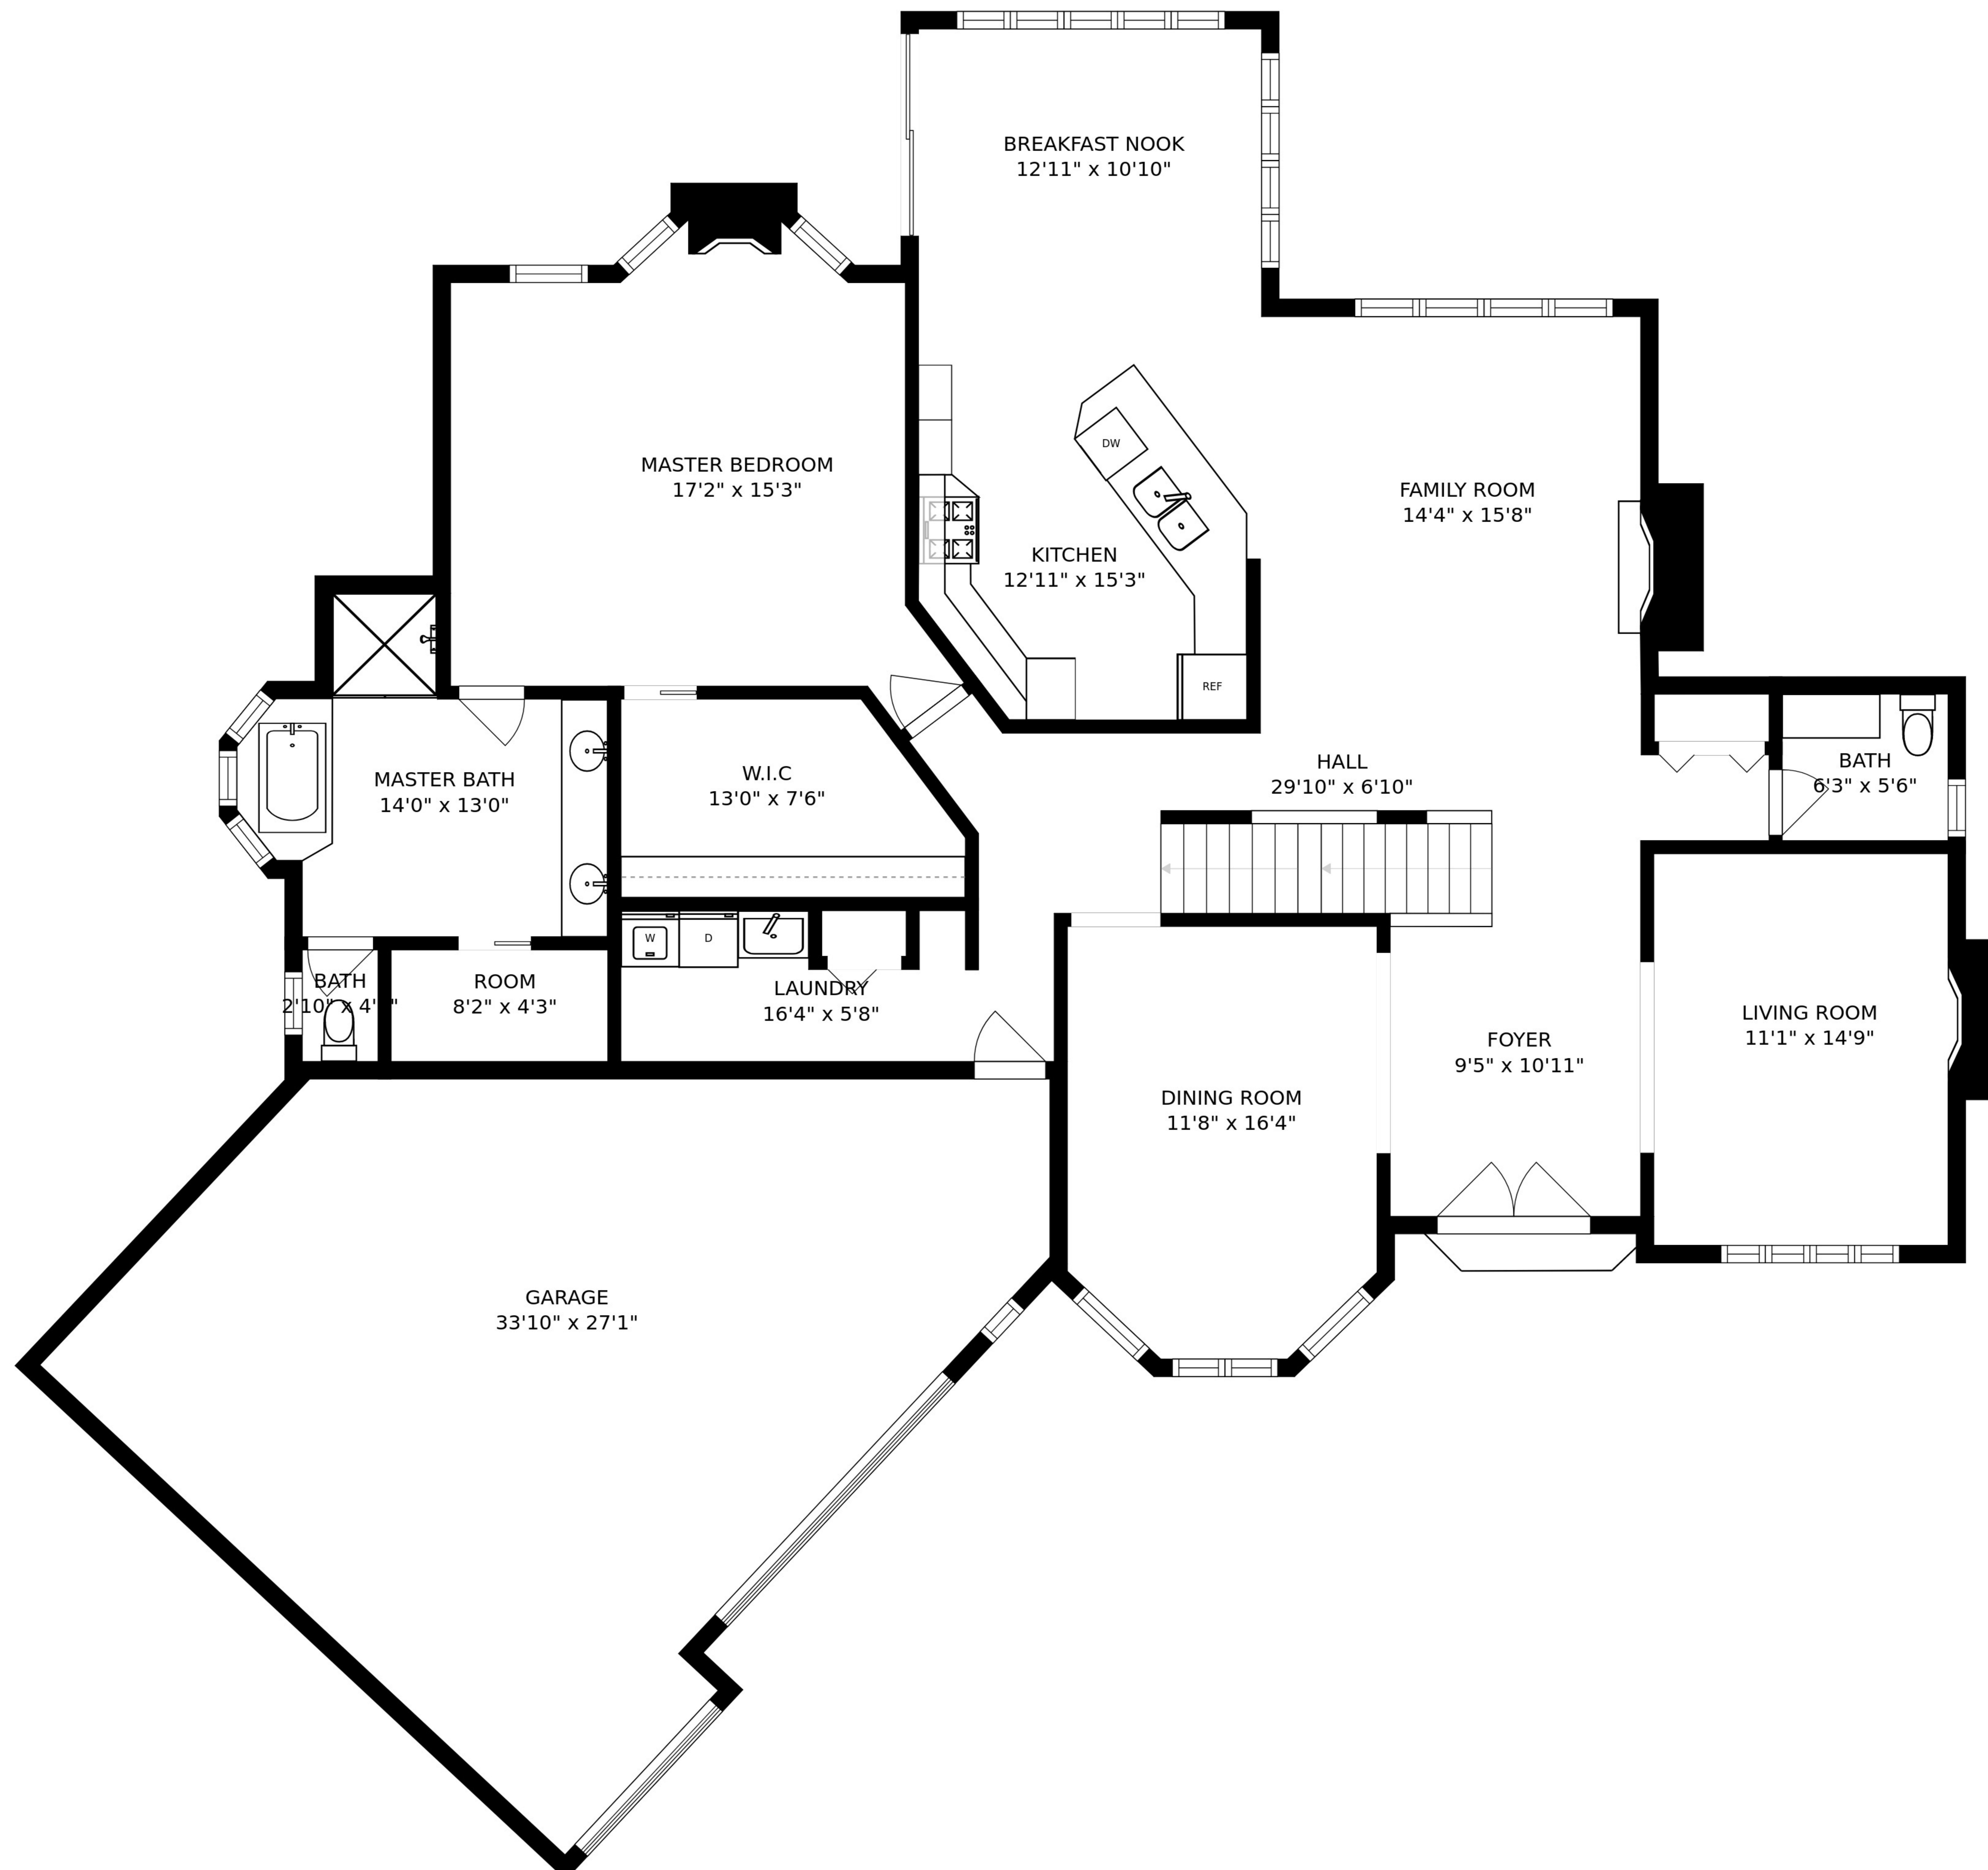 BREAKFAST NOOK
12'11" x 10'10"
MASTER BEDROOM
17'2" x 15'3"
DW
FAMILY ROOM
14'4" x 15'8"
KITCHEN
12'11" x 15'3"
REF
MASTER BATH
14'0" x 13'0"
W.I.C
13'0" x 7'6"
HALL
29'10" x 6'10"
BATH
6'3" x 5'6"
W
D
BATH
2'10" x
ROOM
8'2" x 4'3"
LAUNDRY
16'4" x 5'8"
LIVING ROOM
11'1" x 14'9"
FOYER
9'5" x 10'11"
DINING ROOM
11'8" x 16'4"
GARAGE
33'10" x 27'1"